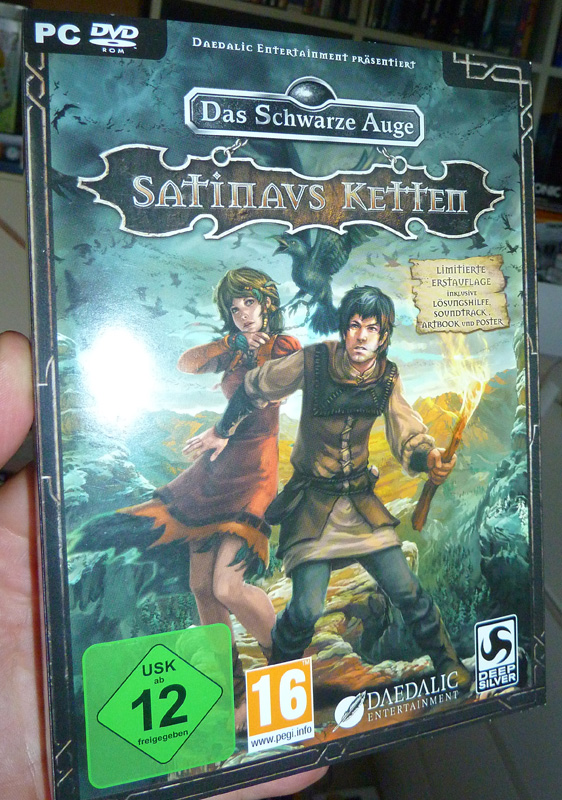 PC DVD
ROM
Daedalic Entertainment präsentiert
Das Schwarze Auge
Satinavs Ketten
Limitierte
Erstauflage
inklusive
Lösungshilfe,
Soundtrack,
Artbook und Poster
USK
ab
12
freigegeben
16
www.pegi.info
DAEDALIC
ENTERTAINMENT
DEEP
SILVER